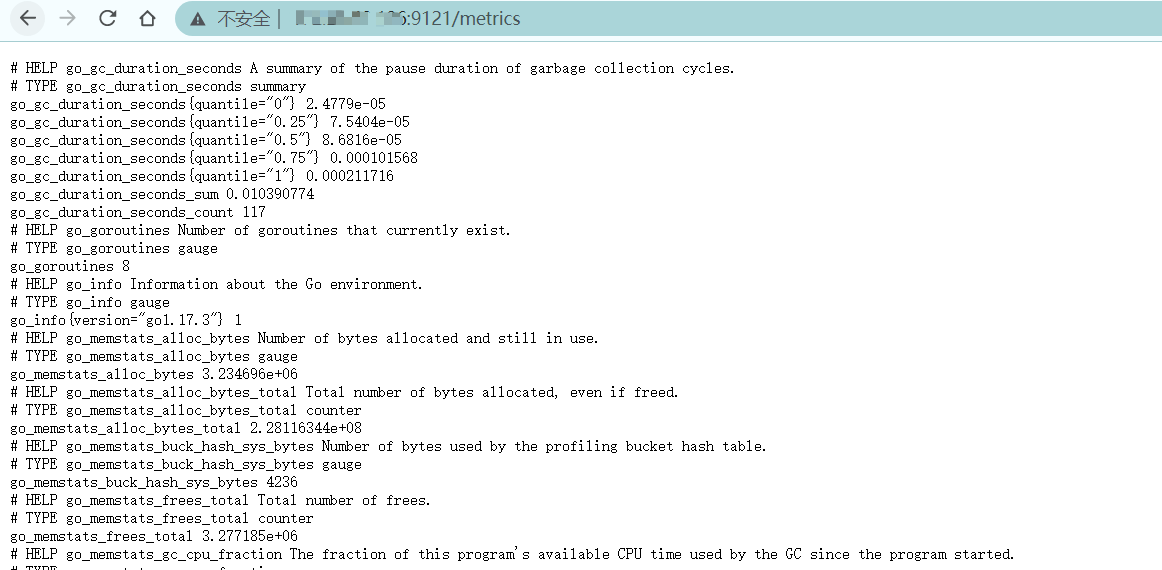 不安全 | :9121/metrics
# HELP go_gc_duration_seconds A summary of the pause duration of garbage collection cycles.
# TYPE go_gc_duration_seconds summary
go_gc_duration_seconds{quantile="0"} 2.4779e-05
go_gc_duration_seconds{quantile="0.25"} 7.5404e-05
go_gc_duration_seconds{quantile="0.5"} 8.6816e-05
go_gc_duration_seconds{quantile="0.75"} 0.000101568
go_gc_duration_seconds{quantile="1"} 0.000211716
go_gc_duration_seconds_sum 0.010390774
go_gc_duration_seconds_count 117
# HELP go_goroutines Number of goroutines that currently exist.
# TYPE go_goroutines gauge
go_goroutines 8
# HELP go_info Information about the Go environment.
# TYPE go_info gauge
go_info{version="go1.17.3"} 1
# HELP go_memstats_alloc_bytes Number of bytes allocated and still in use.
# TYPE go_memstats_alloc_bytes gauge
go_memstats_alloc_bytes 3.234696e+06
# HELP go_memstats_alloc_bytes_total Total number of bytes allocated, even if freed.
# TYPE go_memstats_alloc_bytes_total counter
go_memstats_alloc_bytes_total 2.28116344e+08
# HELP go_memstats_buck_hash_sys_bytes Number of bytes used by the profiling bucket hash table.
# TYPE go_memstats_buck_hash_sys_bytes gauge
go_memstats_buck_hash_sys_bytes 4236
# HELP go_memstats_frees_total Total number of frees.
# TYPE go_memstats_frees_total counter
go_memstats_frees_total 3.277185e+06
# HELP go_memstats_gc_cpu_fraction The fraction of this program's available CPU time used by the GC since the program started.